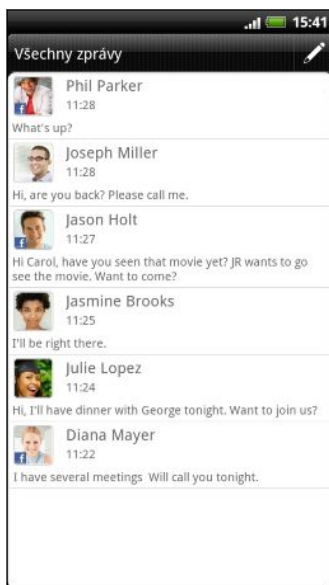 15:41
Všechny zprávy
Phil Parker
11:28
What's up?
Joseph Miller
11:28
Hi, are you back? Please call me.
Jason Holt
11:27
Hi Carol, have you seen that movie yet? JR wants to go
see the movie. Want to come?
Jasmine Brooks
11:25
I'll be right there.
Julie Lopez
11:24
Hi, I'll have dinner with George tonight. Want to join us?
Diana Mayer
11:22
I have several meetings  Will call you tonight.